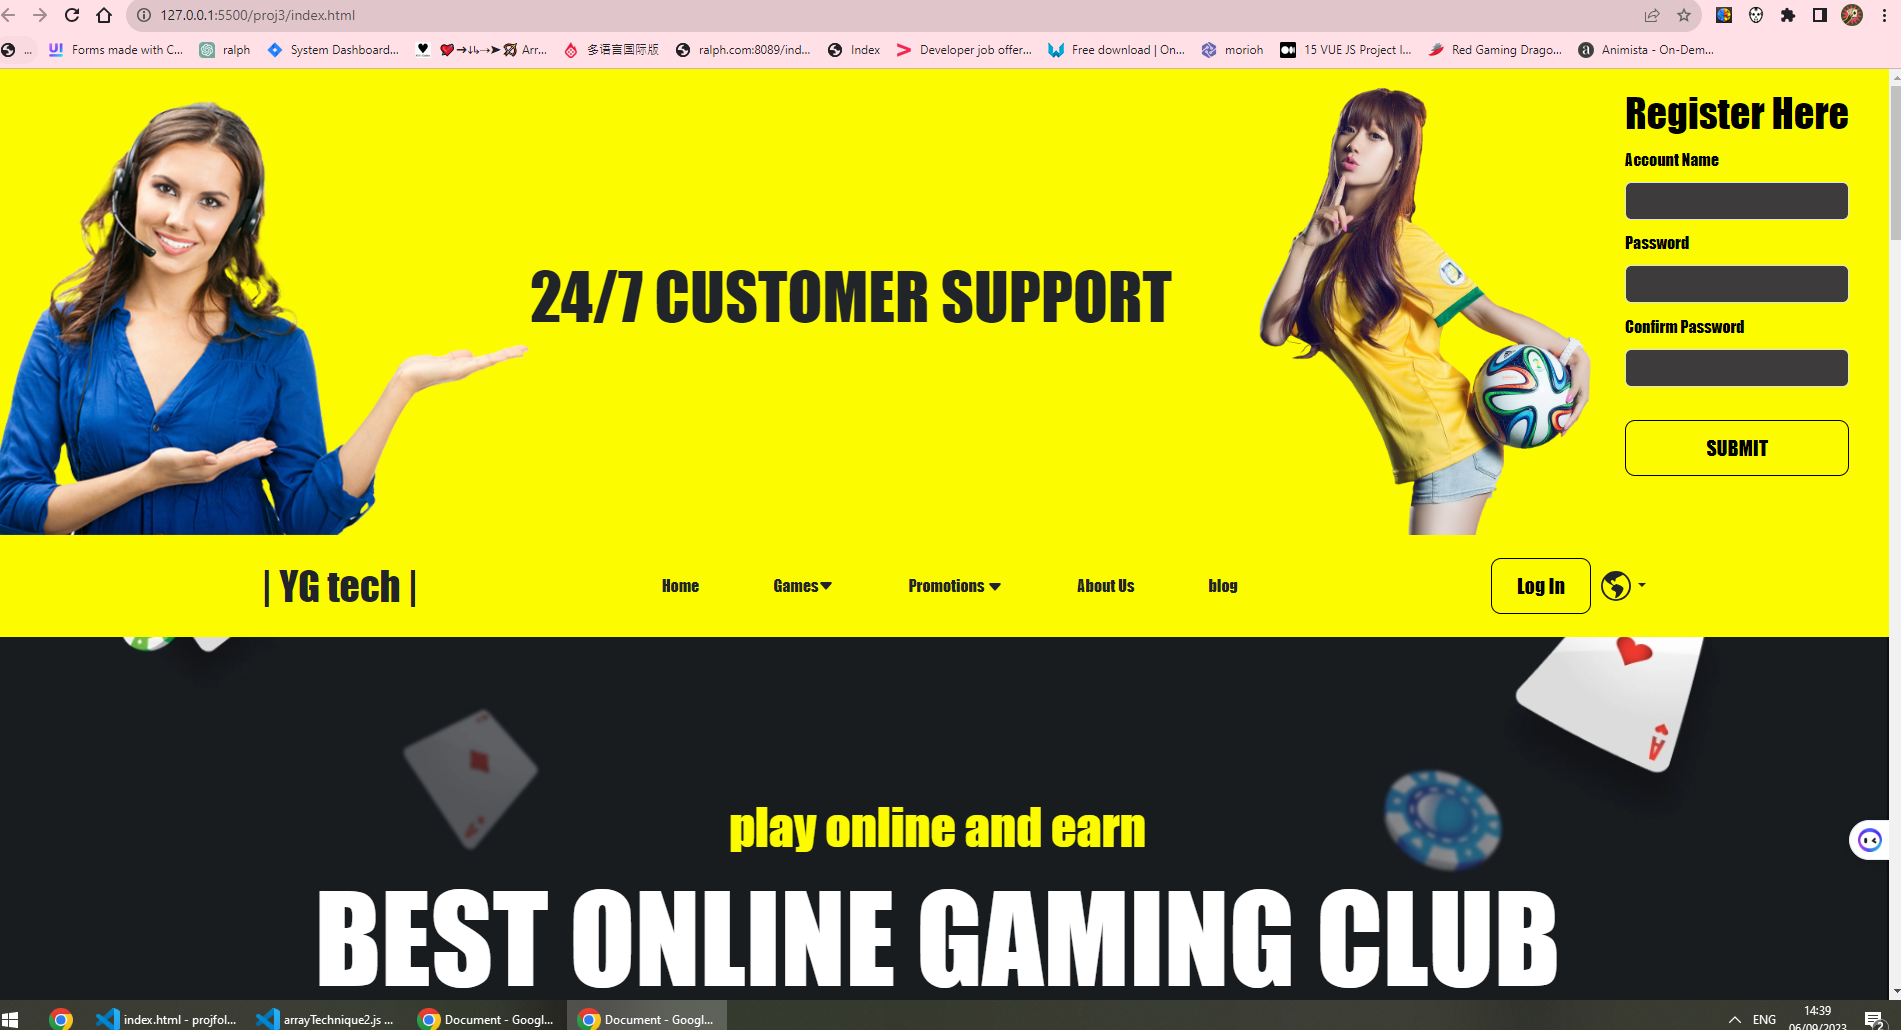 127.0.0.1:5500/proj3/index.html
...
Forms made with C...
ralph
System Dashboard...
Arr...
多语言国际版
ralph.com:8089/ind...
Index
Developer job offer...
Free download | On...
morioh
15 VUE JS Project I...
Red Gaming Drago...
Animista - On-Dem...
Register Here
Account Name
Password
Confirm Password
SUBMIT
24/7 CUSTOMER SUPPORT
| YG tech |
Home
Games
Promotions
About Us
blog
Log In
A
play online and earn
BEST ONLINE GAMING CLUB
index.html - projfol...
arrayTechnique2.js ...
Document - Googl...
Document - Googl...
ENG
14:39
06/09/2023
2